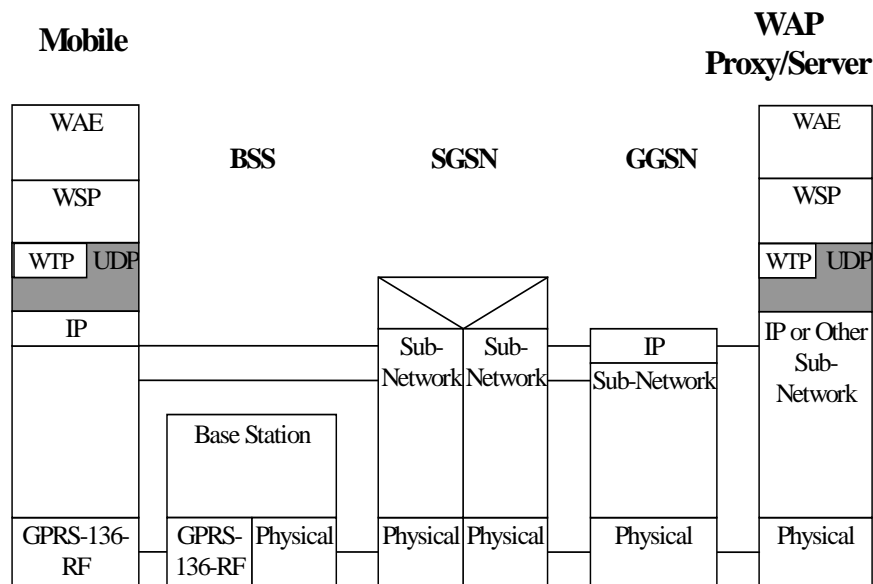 Mobile
WAP
Proxy/Server
BSS
SGSN
GGSN
WAE
WAE
WSP
WSP
WTP
UDP
WTP
UDP
IP
Sub-
Network
Sub-
Network
IP
Sub-Network
IP or Other
Sub-
Network
Base Station
GPRS-136-
RF
GPRS-
136-RF
Physical
Physical
Physical
Physical
Physical